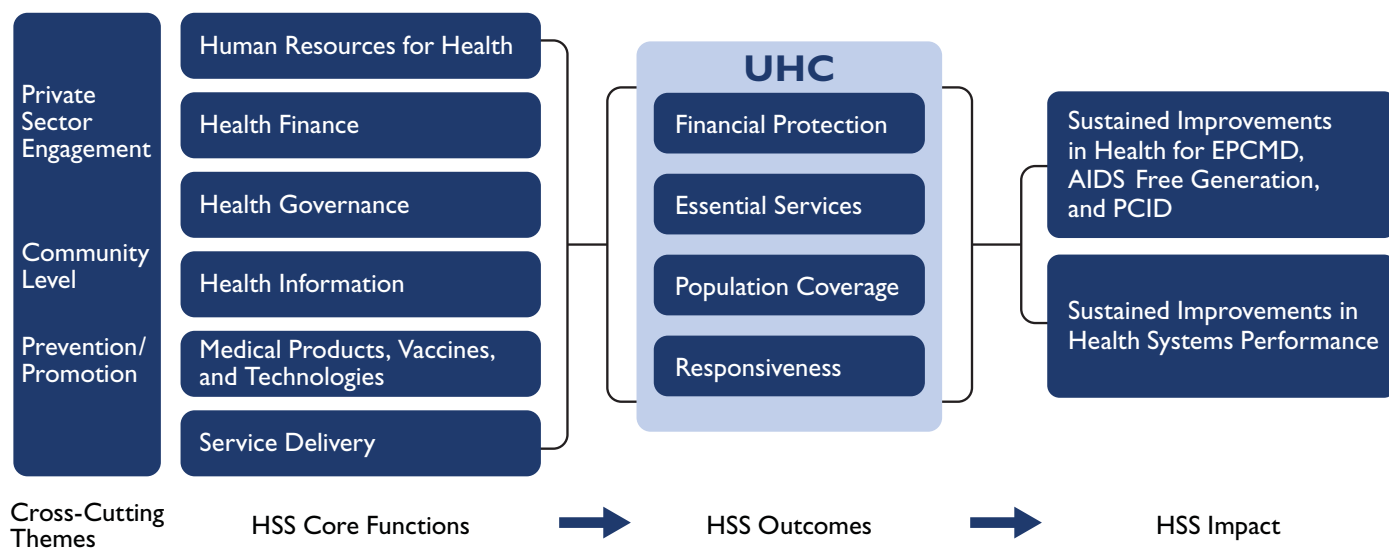 Private
Sector
Engagement
Community
Level
Prevention/
Promotion
Human Resources for Health
Health Finance
Health Governance
Health Information
Medical Products, Vaccines,
and Technologies
Service Delivery
UHC
Financial Protection
Essential Services
Population Coverage
Responsiveness
Sustained Improvements
in Health for EPCMD,
AIDS Free Generation,
and PCID
Sustained Improvements in
Health Systems Performance
Cross-Cutting
Themes
HSS Core Functions
HSS Outcomes
HSS Impact